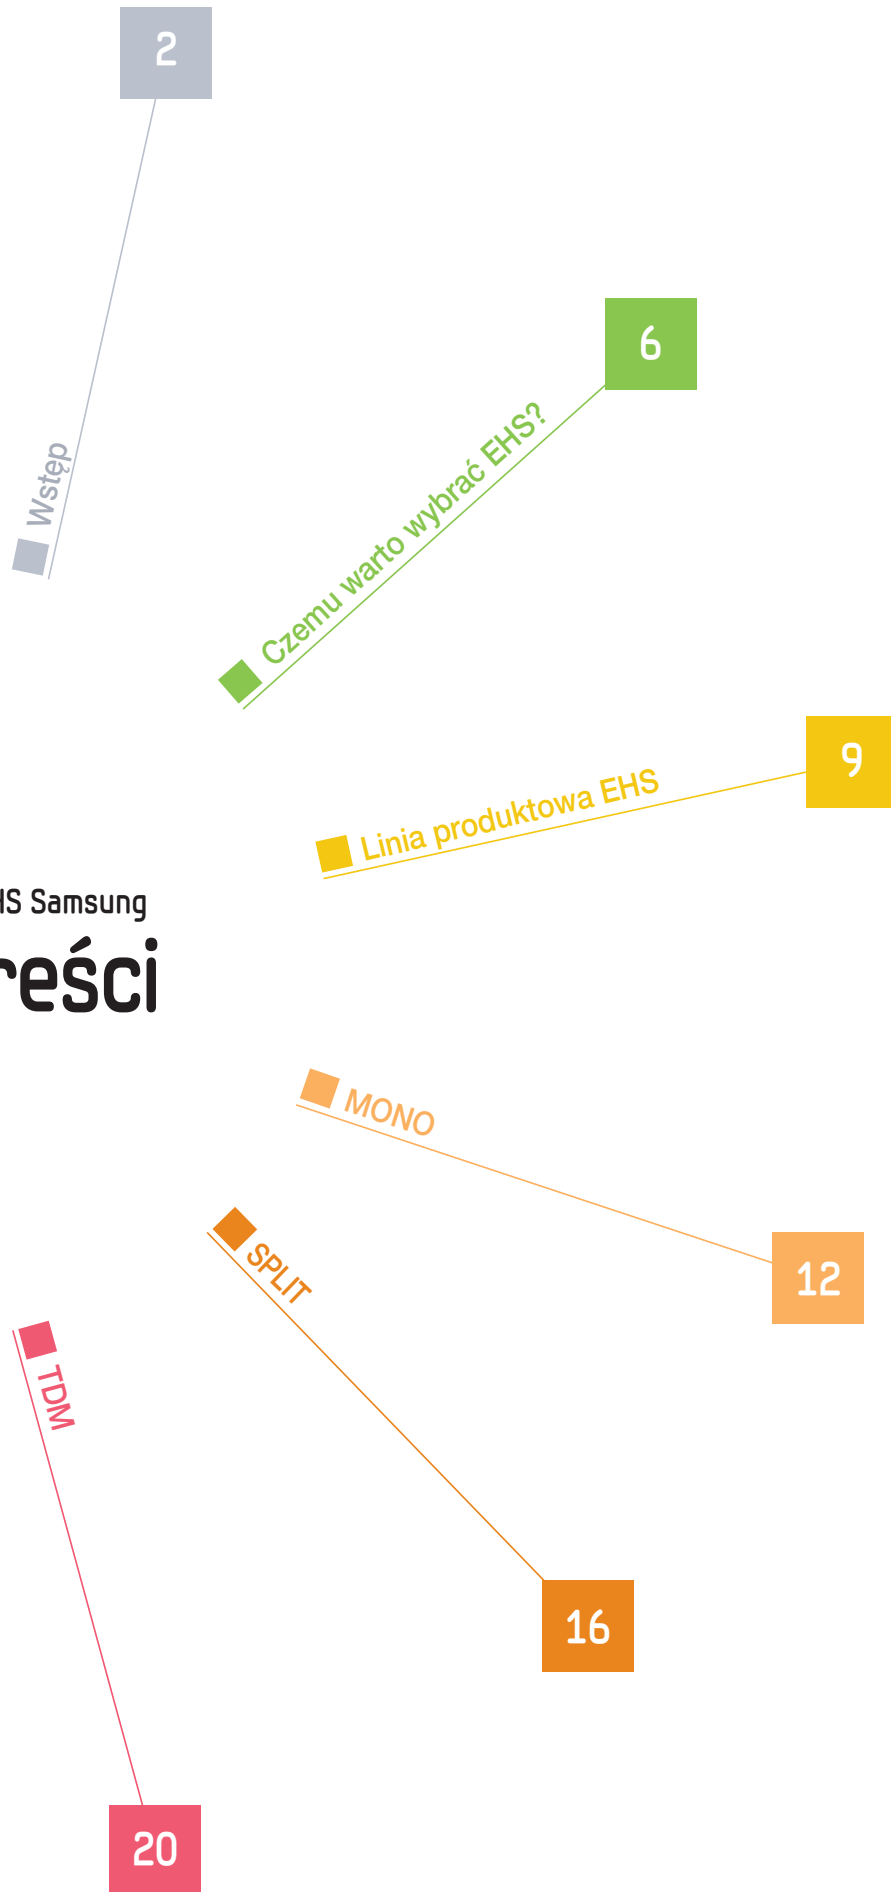 2
Wstęp
6
Czemu warto wybrać EHS?
9
Linia produktowa EHS
HS Samsung
reści
MONO
12
SPLIT
16
TDM
20